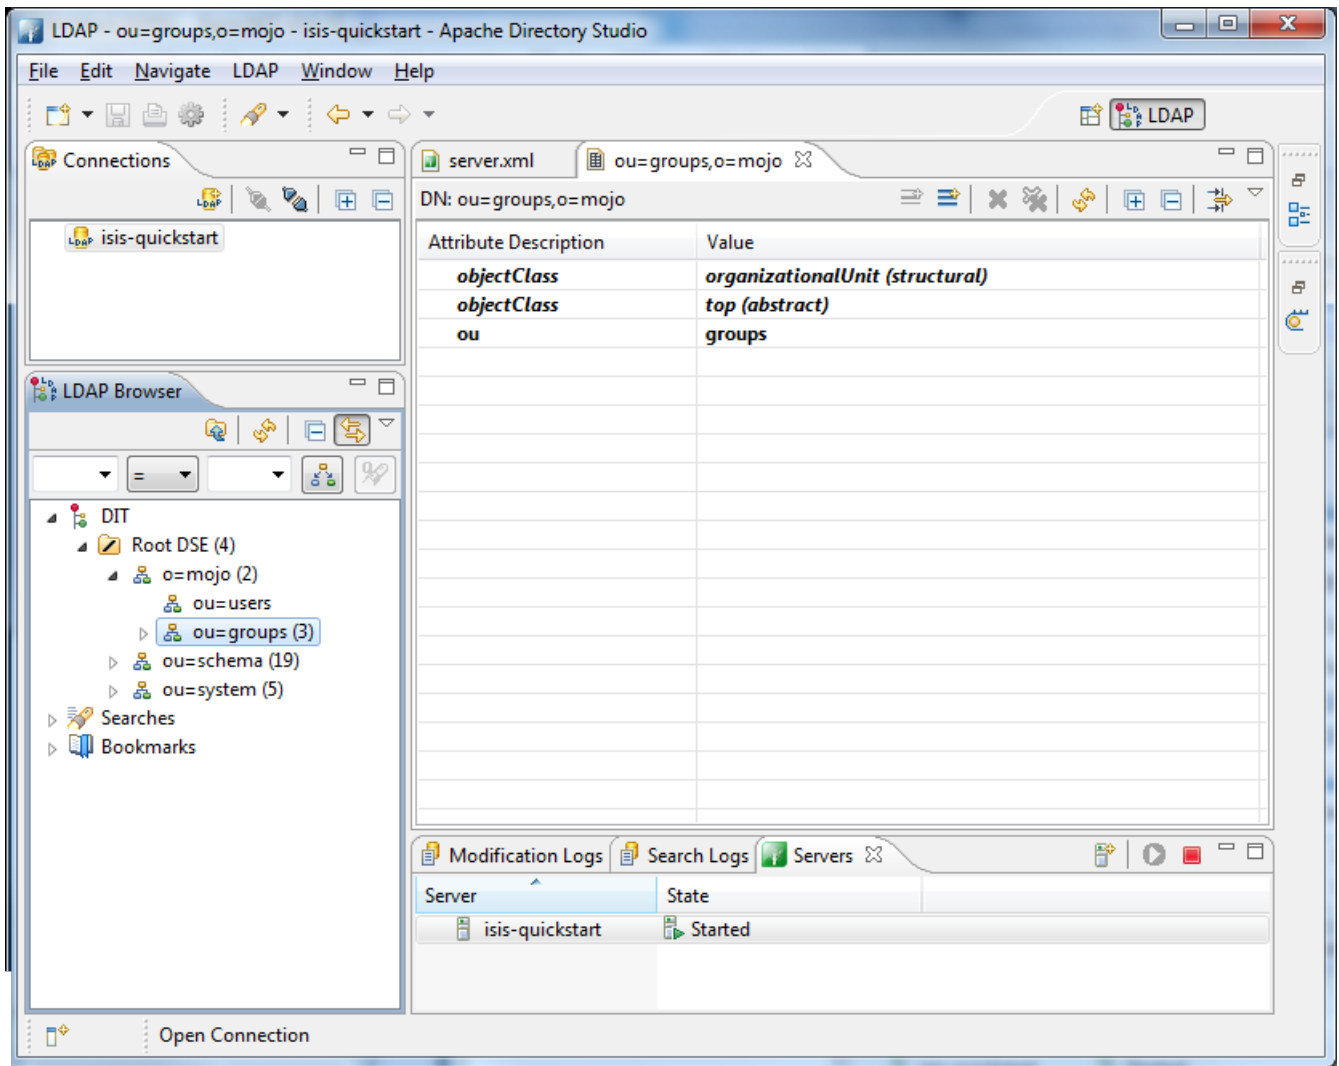 LDAP - ou=groups,o=mojo - isis-quickstart - Apache Directory Studio
File Edit Navigate LDAP Window Help
LDAP
Connections
isis-quickstart
LDAP Browser
=
DIT
Root DSE (4)
o=mojo (2)
ou=users
ou=groups (3)
ou=schema (19)
ou=system (5)
Searches
Bookmarks
server.xml ou=groups,o=mojo
DN: ou=groups,o=mojo
Attribute Description Value
objectClass organizationalUnit (structural)
objectClass top (abstract)
ou groups
Modification Logs Search Logs Servers
Server State
isis-quickstart Started
Open Connection